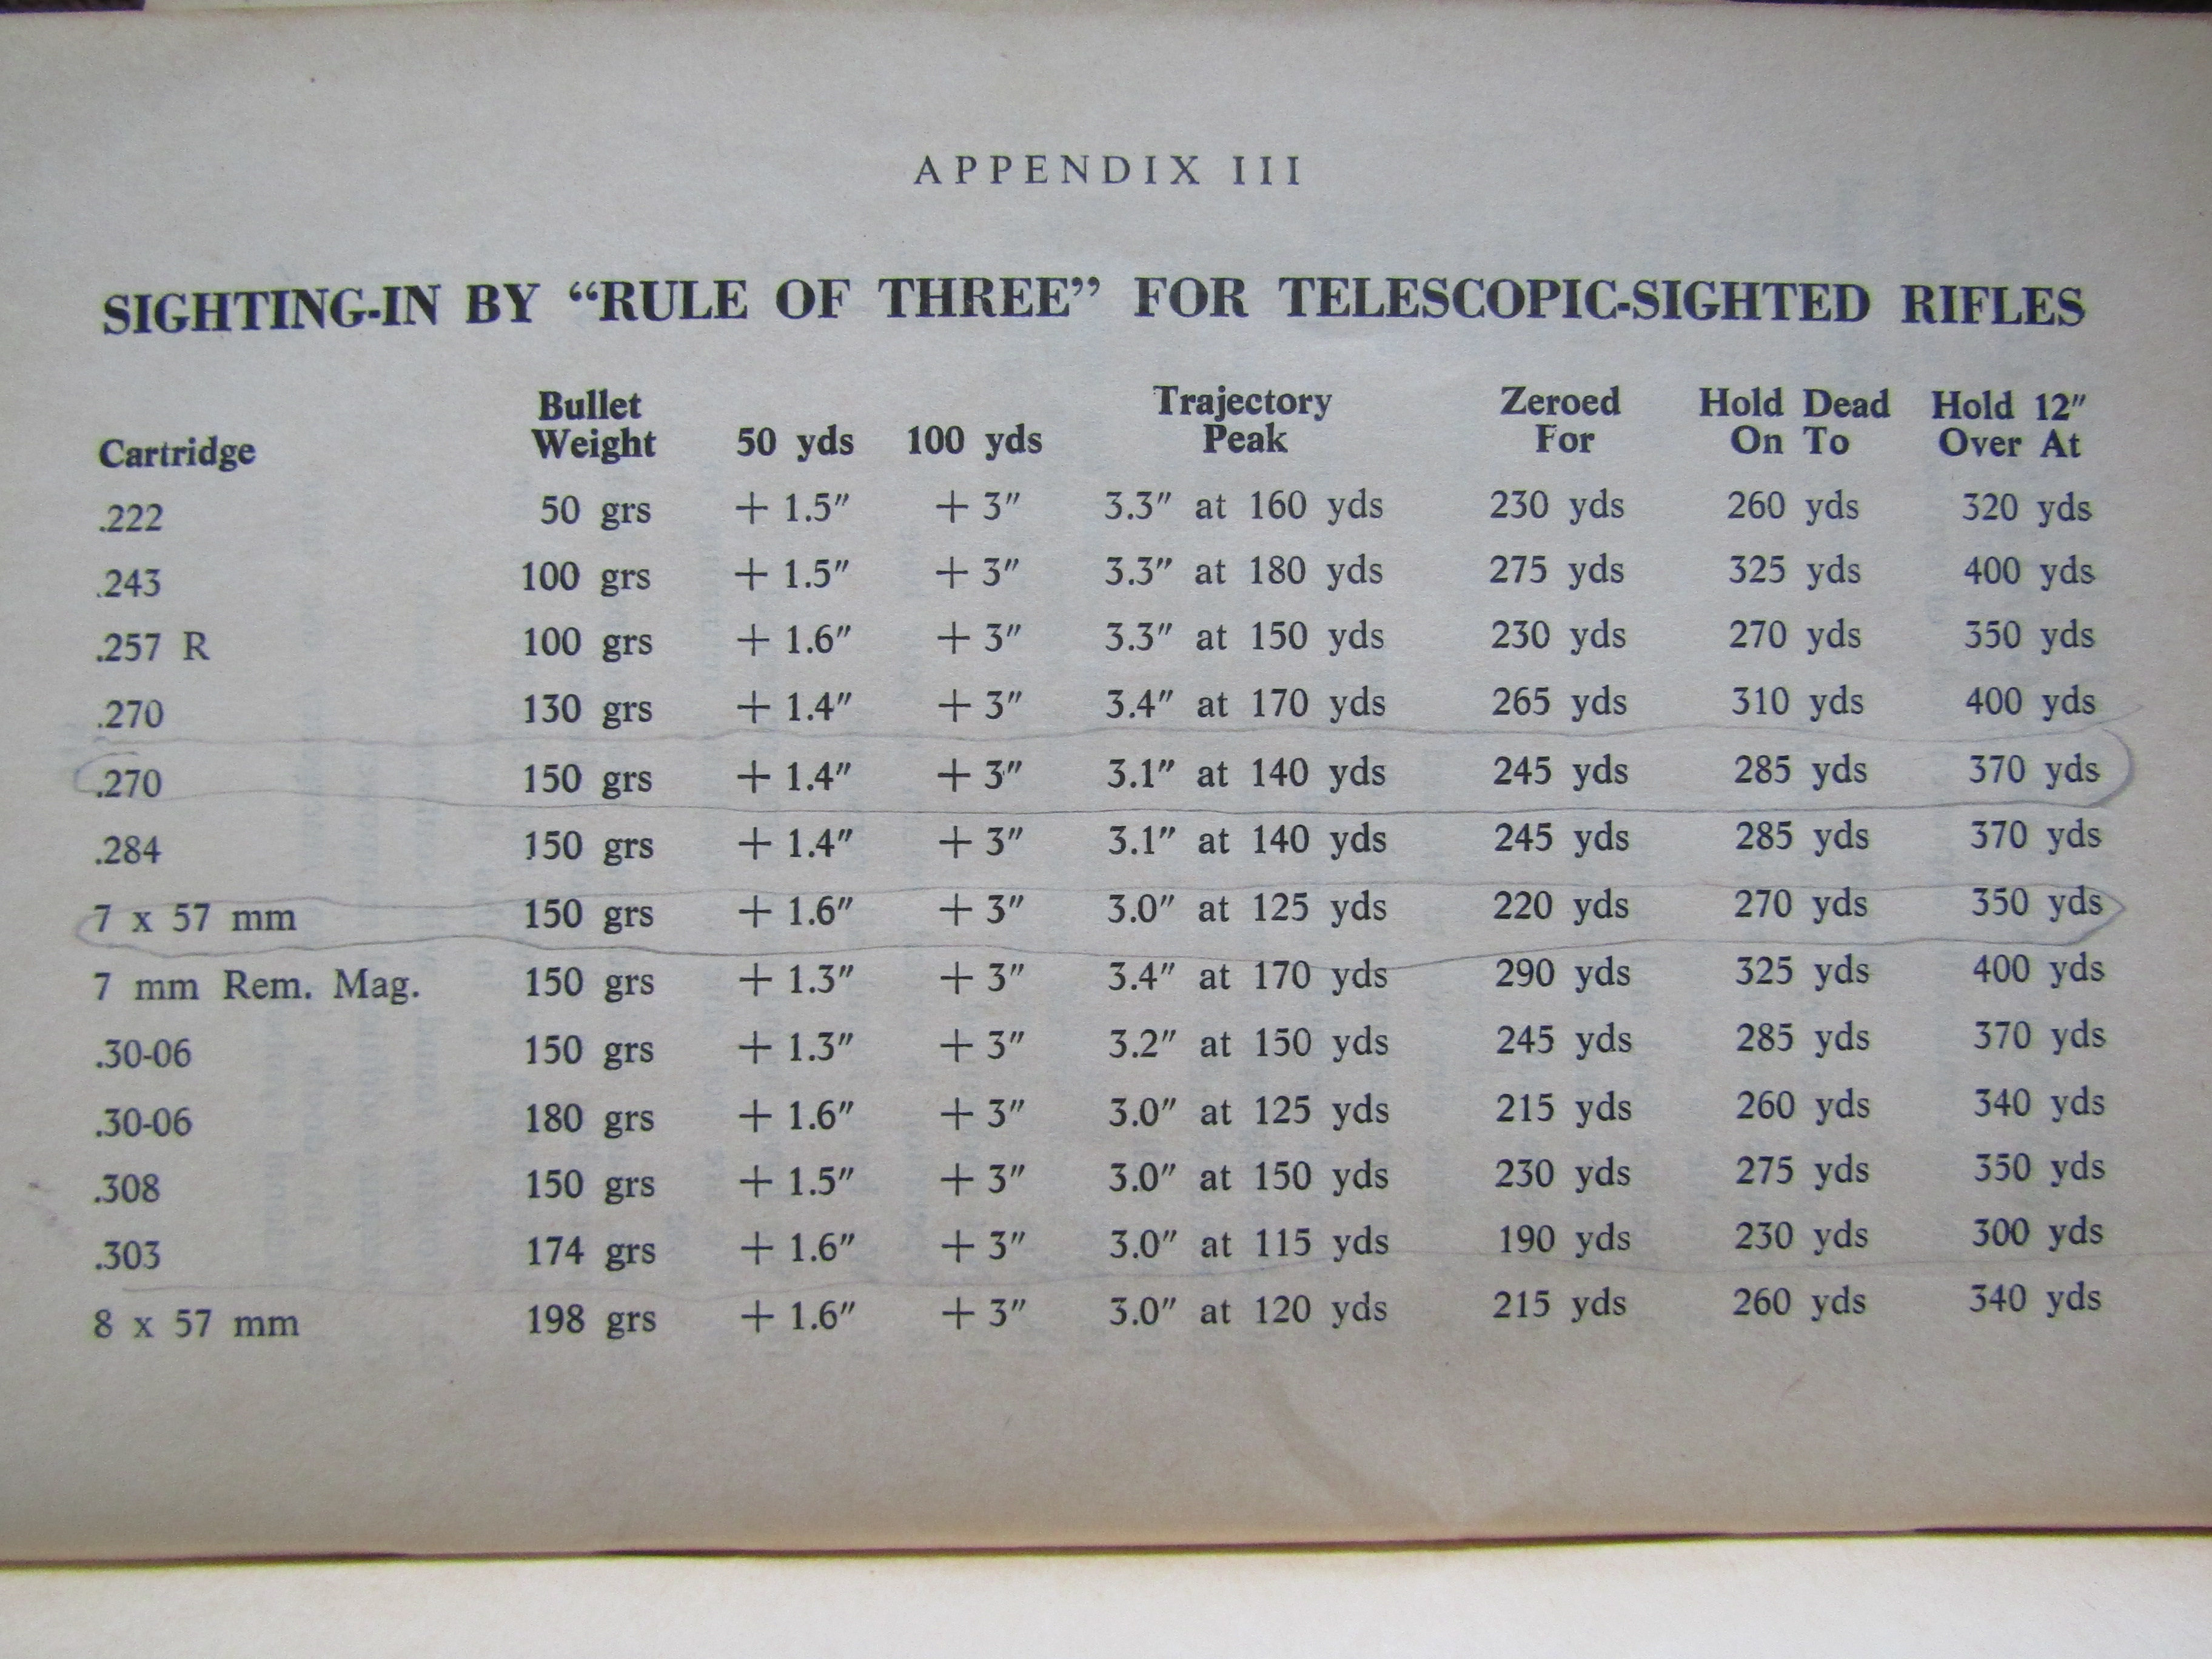 APPENDIX III
SIGHTING-IN BY “RULE OF THREE” FOR TELESCOPIC-SIGHTED RIFLES
Cartridge Bullet Weight 50 yds 100 yds Trajectory Peak Zeroed For Hold Dead On To Hold 12″ Over At
.222 50 grs + 1.5″ + 3″ 3.3″ at 160 yds 230 yds 260 yds 320 yds
.243 100 grs + 1.5″ + 3″ 3.3″ at 180 yds 275 yds 325 yds 400 yds
.257 R 100 grs + 1.6″ + 3″ 3.3″ at 150 yds 230 yds 270 yds 350 yds
.270 130 grs + 1.4″ + 3″ 3.4″ at 170 yds 265 yds 310 yds 400 yds
.270 150 grs + 1.4″ + 3″ 3.1″ at 140 yds 245 yds 285 yds 370 yds
.284 150 grs + 1.4″ + 3″ 3.1″ at 140 yds 245 yds 285 yds 370 yds
7 x 57 mm 150 grs + 1.6″ + 3″ 3.0″ at 125 yds 220 yds 270 yds 350 yds
7 mm Rem. Mag. 150 grs + 1.3″ + 3″ 3.4″ at 170 yds 290 yds 325 yds 400 yds
.30-06 150 grs + 1.3″ + 3″ 3.2″ at 150 yds 245 yds 285 yds 370 yds
.30-06 180 grs + 1.6″ + 3″ 3.0″ at 125 yds 215 yds 260 yds 340 yds
.308 150 grs + 1.5″ + 3″ 3.0″ at 150 yds 230 yds 275 yds 350 yds
.303 174 grs + 1.6″ + 3″ 3.0″ at 115 yds 190 yds 230 yds 300 yds
8 x 57 mm 198 grs + 1.6″ + 3″ 3.0″ at 120 yds 215 yds 260 yds 340 yds